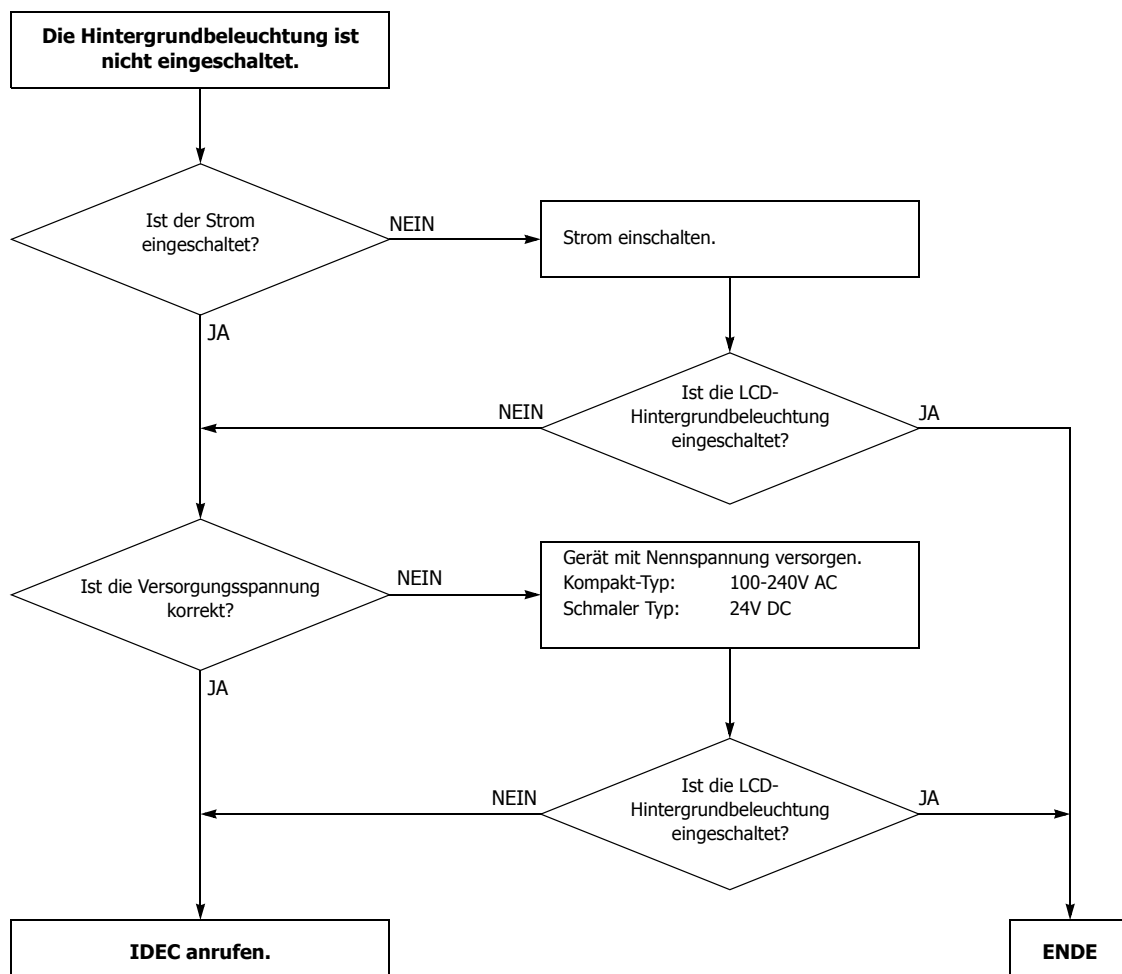 Die Hintergrundbeleuchtung ist
nicht eingeschaltet.
Ist der Strom
eingeschaltet?
NEIN
Strom einschalten.
JA
Ist die LCD-
Hintergrundbeleuchtung
eingeschaltet?
NEIN
JA
Ist die Versorgungsspannung
korrekt?
NEIN
Gerät mit Nennspannung versorgen.
Kompakt-Typ: 100-240V AC
Schmaler Typ: 24V DC
JA
Ist die LCD-
Hintergrundbeleuchtung
eingeschaltet?
NEIN
JA
IDEC anrufen.
ENDE